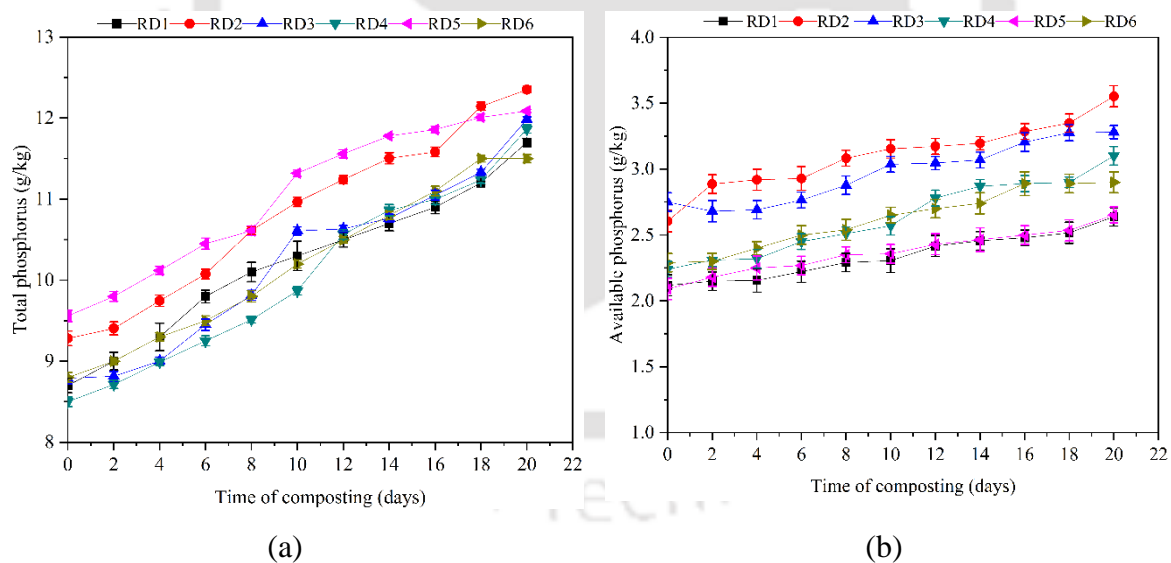 RD1 RD2 RD3 RD4 RD5 RD6
13
12
11
10
9
8
Total phosphorus (g/kg)
0 2 4 6 8 10 12 14 16 18 20 22
Time of composting (days)
(a)
RD1 RD2 RD3 RD4 RD5 RD6
4.0
3.5
3.0
2.5
2.0
1.5
1.0
Available phosphorus (g/kg)
0 2 4 6 8 10 12 14 16 18 20 22
Time of composting (days)
(b)